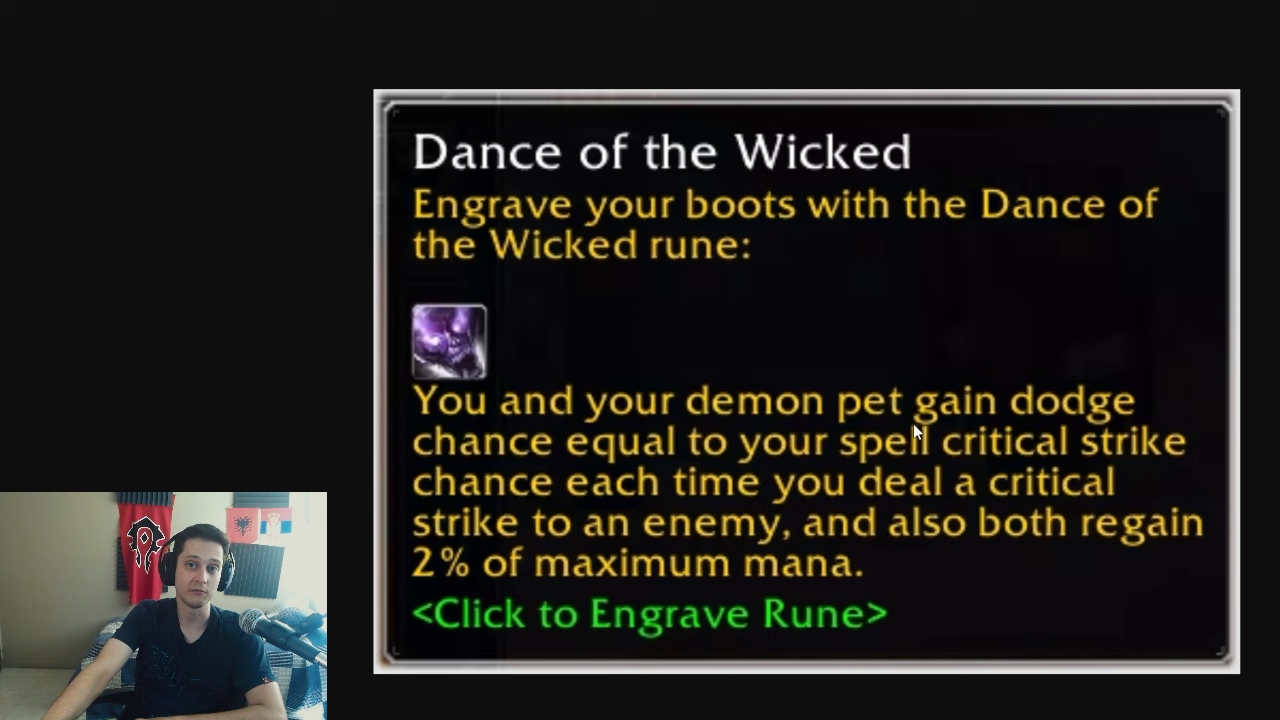 Dance of the Wicked
Engrave your boots with the Dance of
the Wicked rune:
You and your demon pet gain dodge
chance equal to your spell critical strike
chance each time you deal a critical
strike to an enemy, and also both regain
2% of maximum mana.
<Click to Engrave Rune>